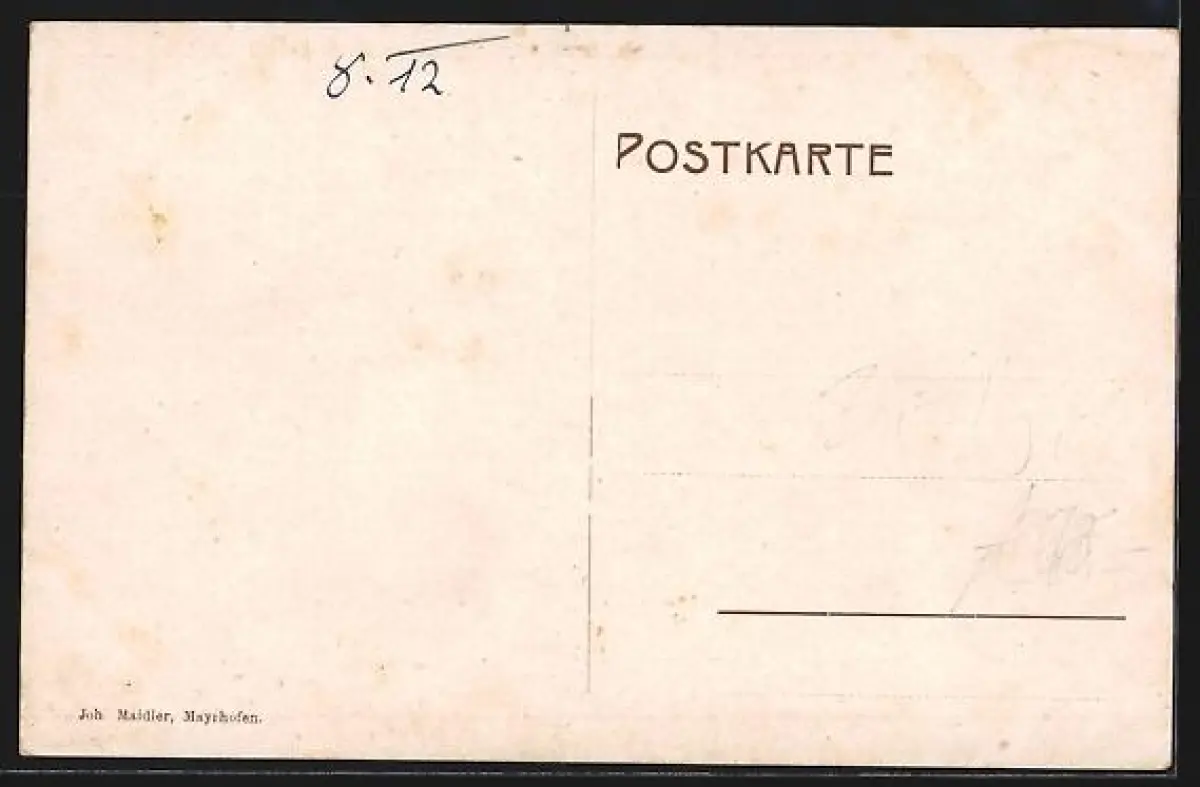 8. 12
POSTKARTE
Joh. Maidler, Mayrhofen.